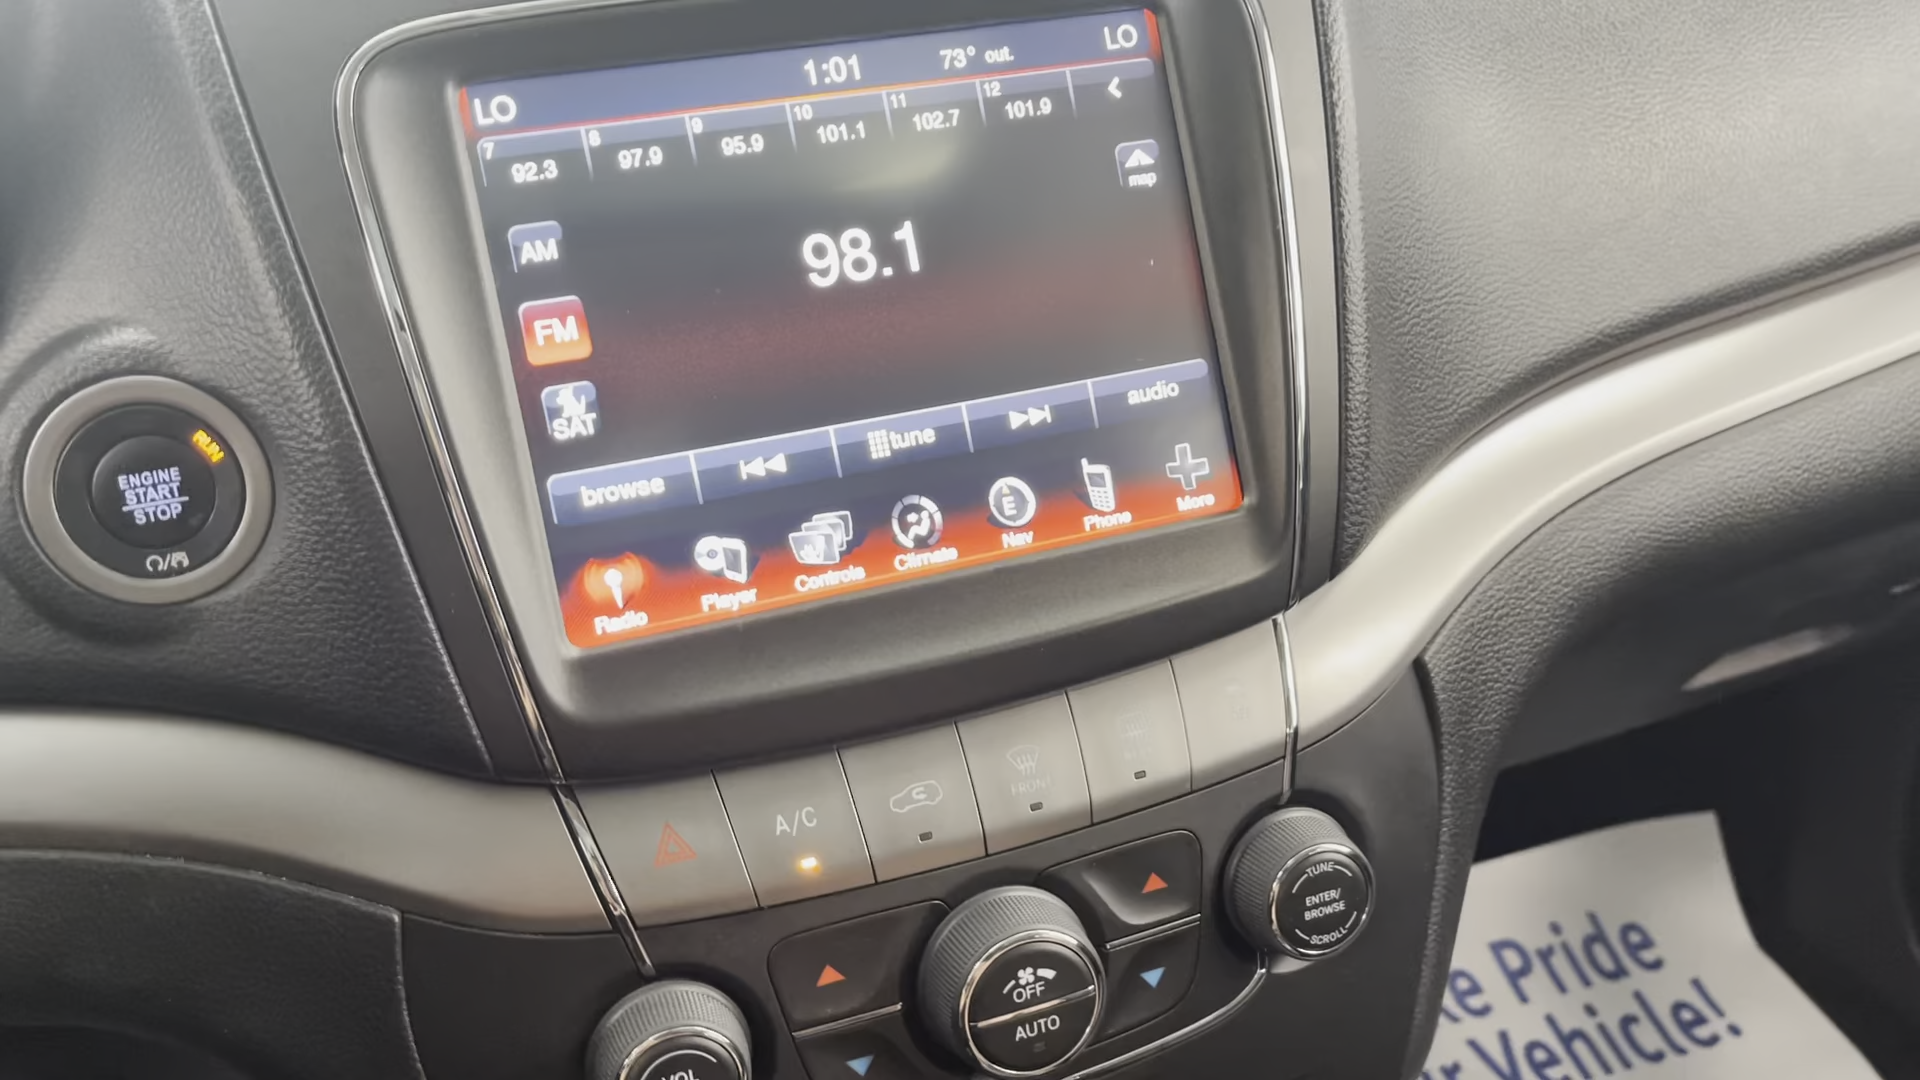 LO 1:01 73° out. LO
7 92.3 8 97.9 9 95.9 10 101.1 11 102.7 12 101.9
map
98.1
AM
FM
SAT
browse tune audio
Radio Player Controls Climate E Nav Phone More
RUN
ENGINE
START
STOP
A/C
FRONT
OFF
AUTO
TUNE
ENTER/
BROWSE
SCROLL
VOL
Pride
Vehicle!